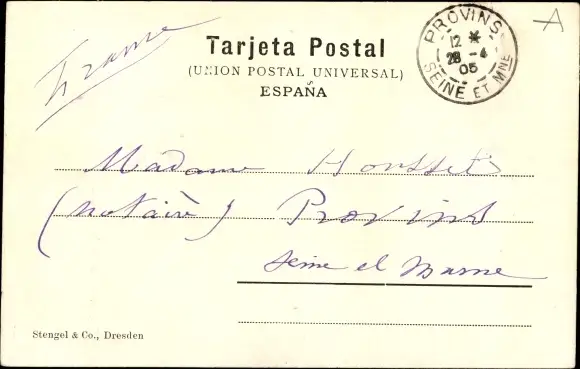 France
Tarjeta Postal
(UNION POSTAL UNIVERSAL)
ESPAÑA
PROVINS
12 *
28 - 4
05
SEINE ET MNE
A
Madame Housset
(notaire) Provins
Seine et Marne
Stengel & Co., Dresden